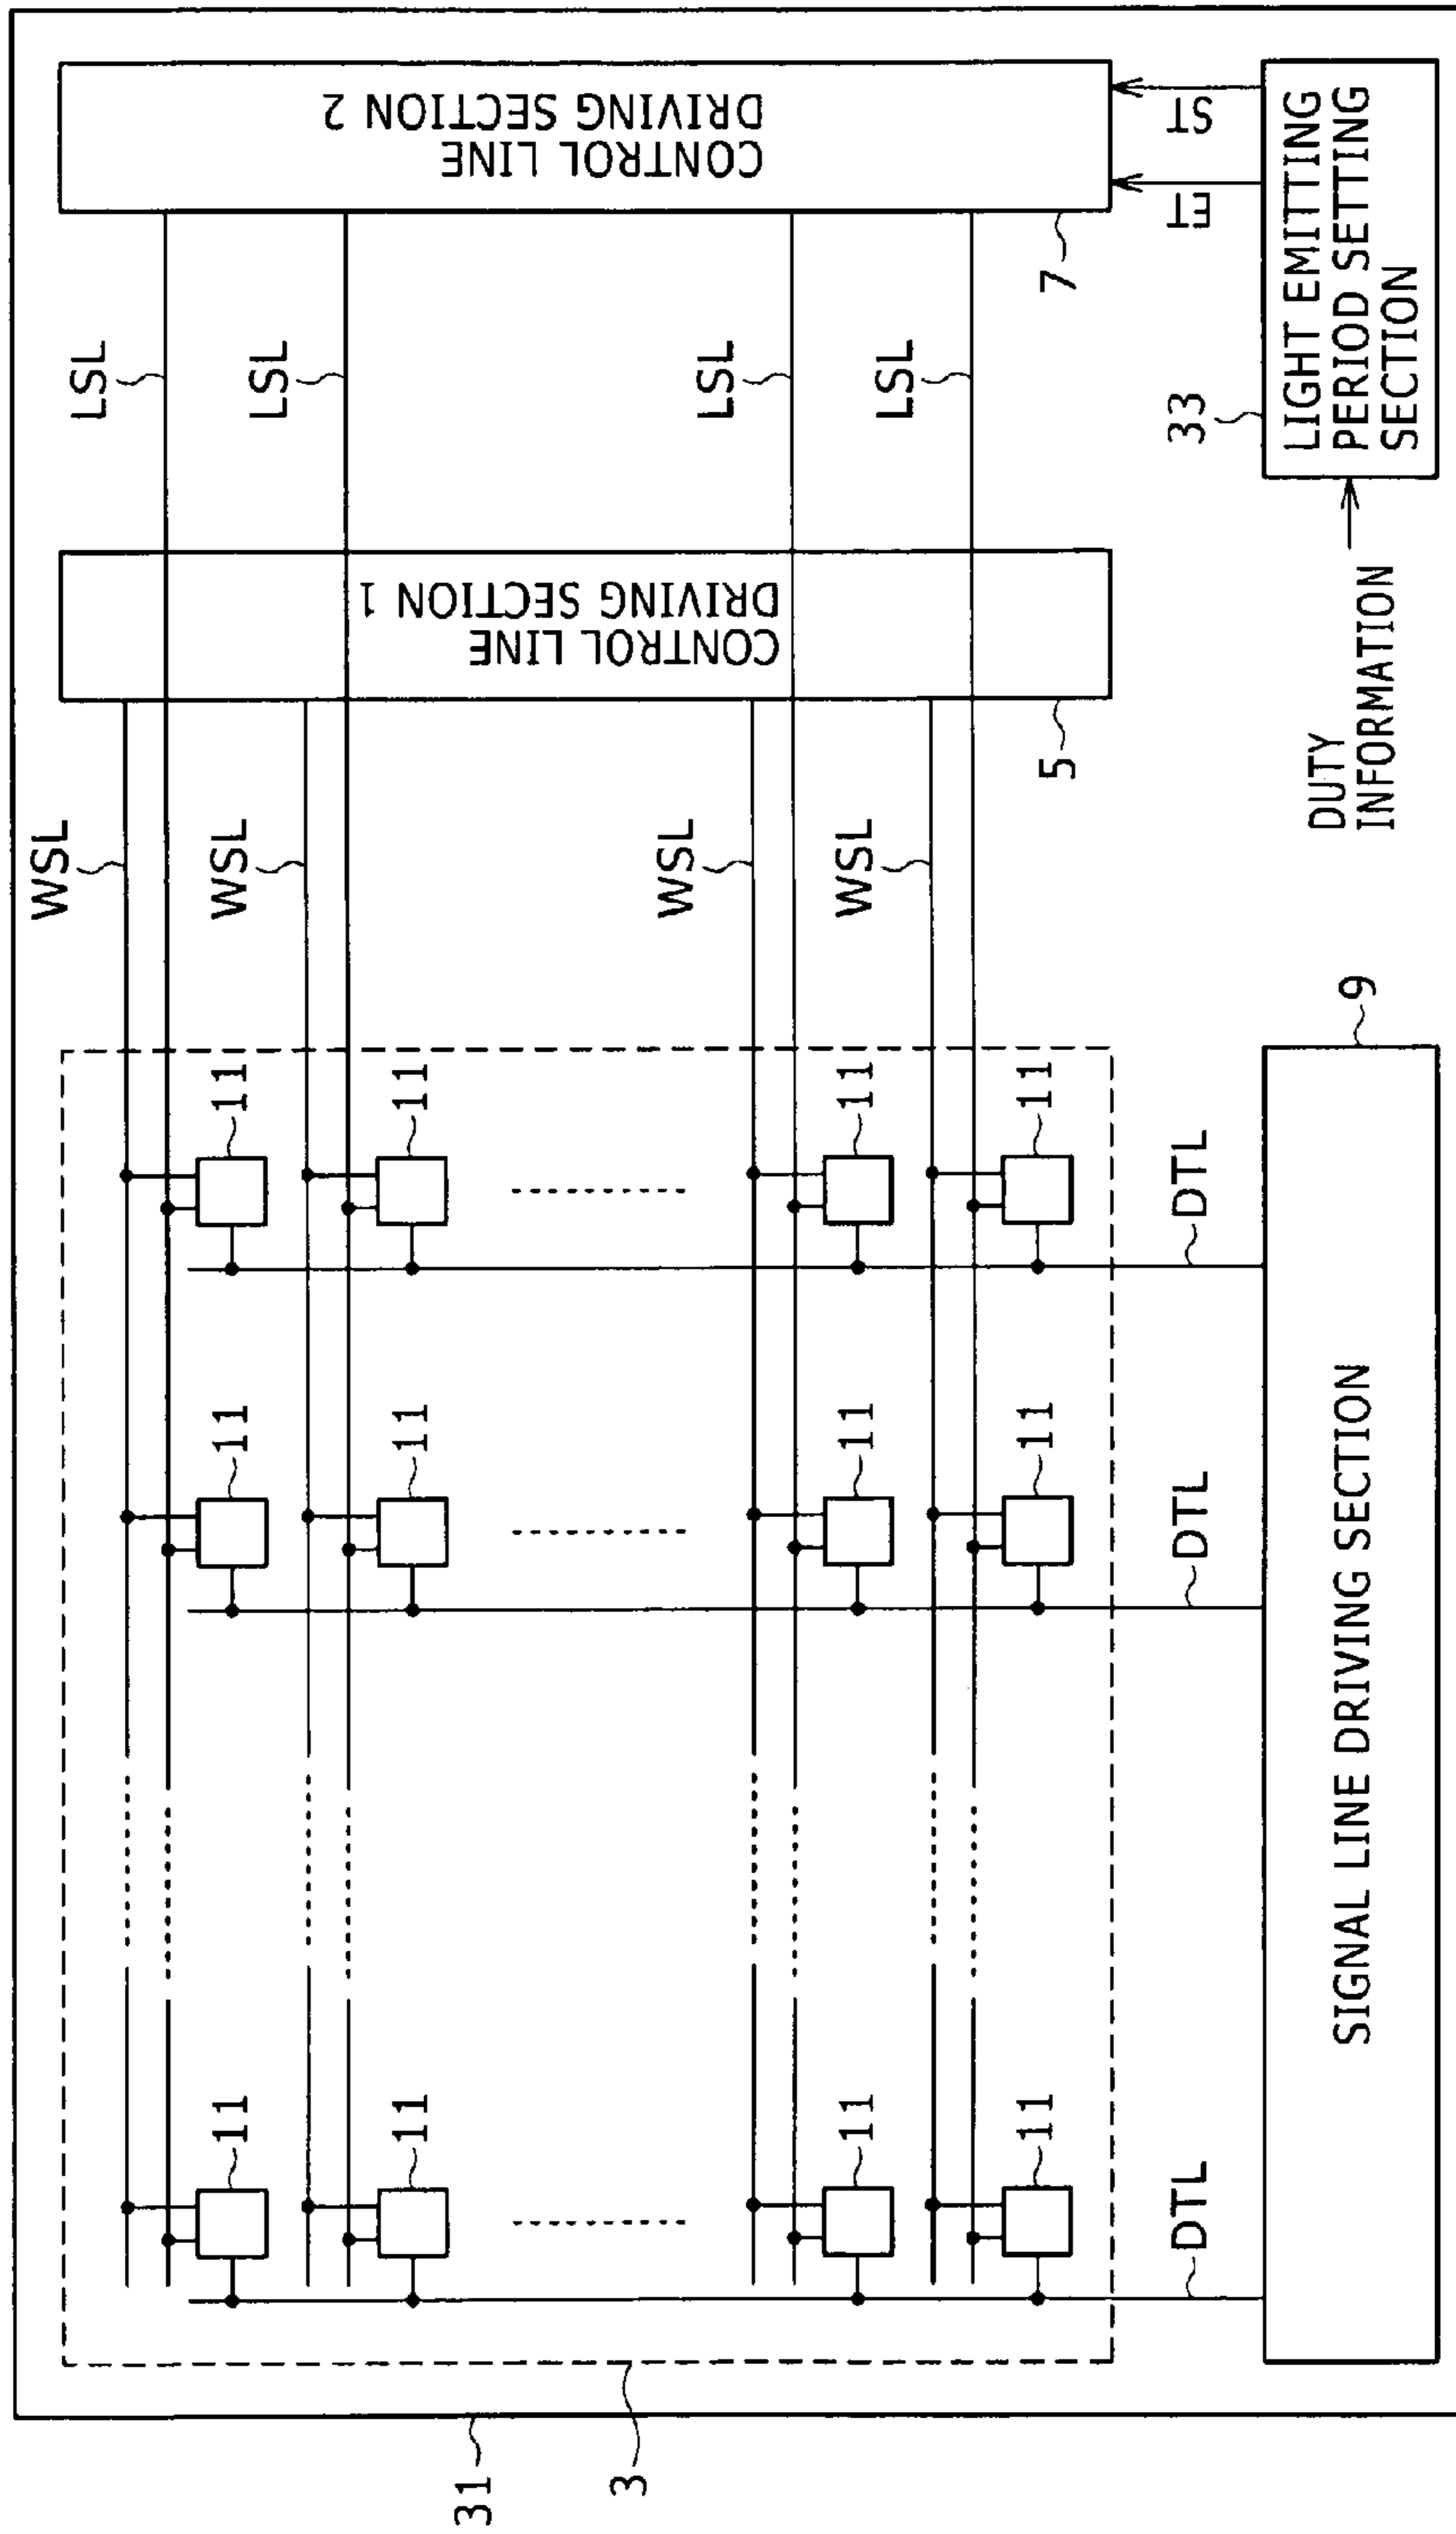 WSL
LSL
11
11
11
WSL
LSL
11
11
11
31
3
WSL
LSL
11
11
11
WSL
LSL
11
11
11
CONTROL LINE
DRIVING SECTION 1
CONTROL LINE
DRIVING SECTION 2
5
7
DTL
DTL
DTL
ET
ST
33
9
SIGNAL LINE DRIVING SECTION
DUTY
INFORMATION
LIGHT EMITTING
PERIOD SETTING
SECTION